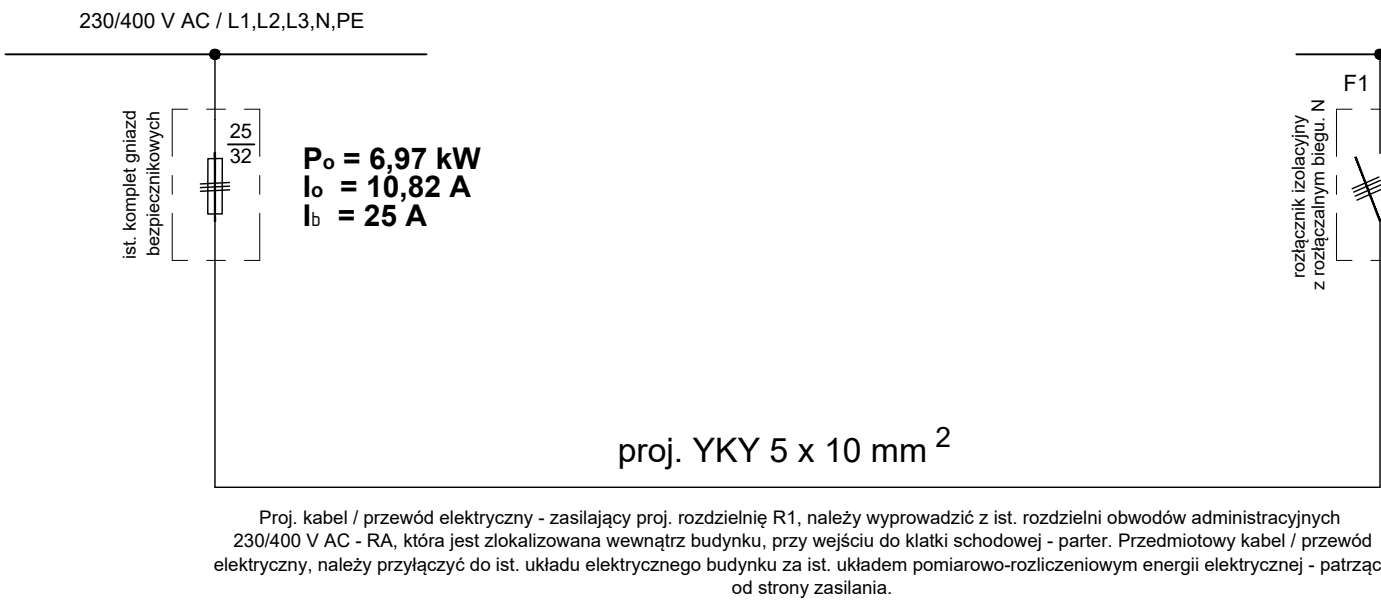 230/400 V AC / L1,L2,L3,N,PE
ist. komplet gniazd
bezpiecznikowych
25
32
Po = 6,97 kW
Io = 10,82 A
Ib = 25 A
F1
rozłącznik izolacyjny
z rozłączalnym biegu. N
proj. YKY 5 x 10 mm 2
Proj. kabel / przewód elektryczny - zasilający proj. rozdzielnię R1, należy wyprowadzić z ist. rozdzielni obwodów administracyjnych
230/400 V AC - RA, która jest zlokalizowana wewnątrz budynku, przy wejściu do klatki schodowej - parter. Przedmiotowy kabel / przewód
elektryczny, należy przyłączyć do ist. układu elektrycznego budynku za ist. układem pomiarowo-rozliczeniowym energii elektrycznej - patrząc
od strony zasilania.